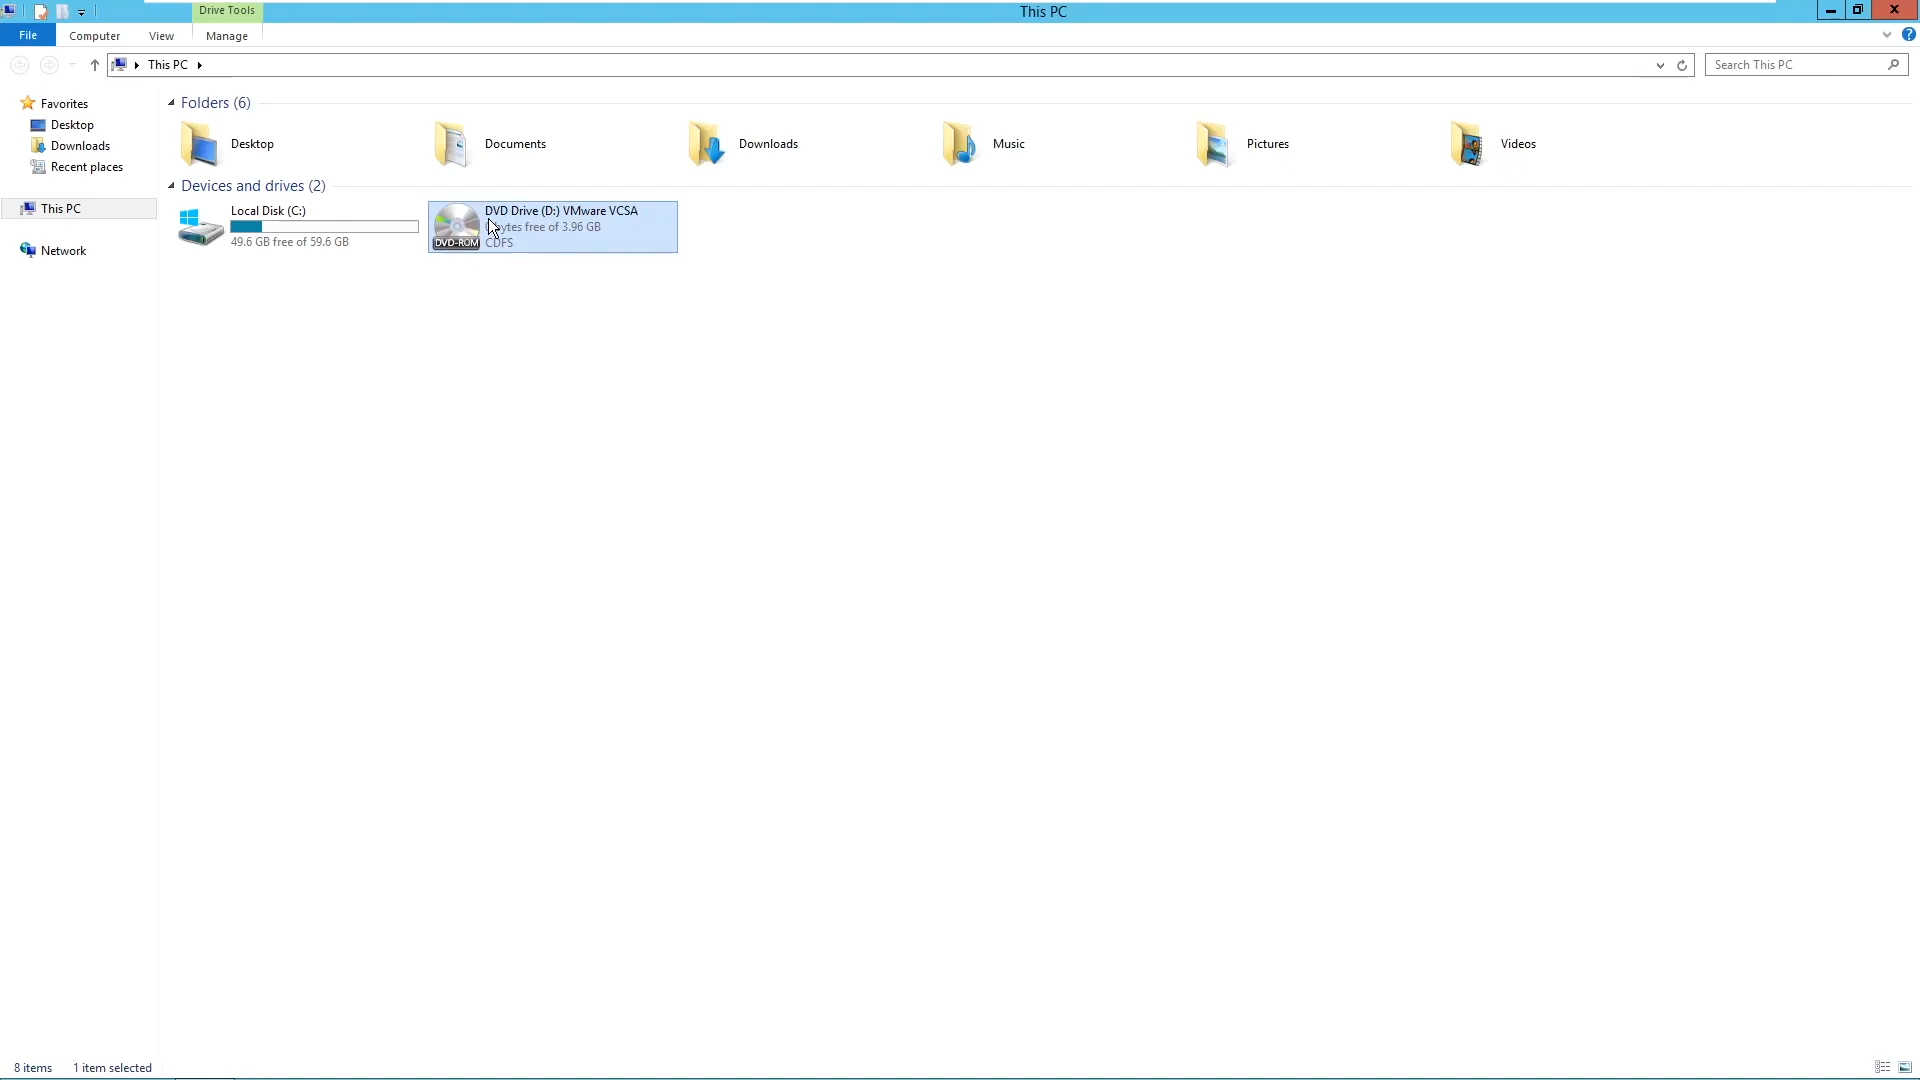 Drive Tools
This PC
File
Computer
View
Manage
This PC
Search This PC
Favorites
Desktop
Downloads
Recent places
This PC
Network
Folders (6)
Desktop
Documents
Downloads
Music
Pictures
Videos
Devices and drives (2)
Local Disk (C:)
49.6 GB free of 59.6 GB
DVD-ROM
DVD Drive (D:) VMware VCSA
bytes free of 3.96 GB
CDFS
8 items
1 item selected